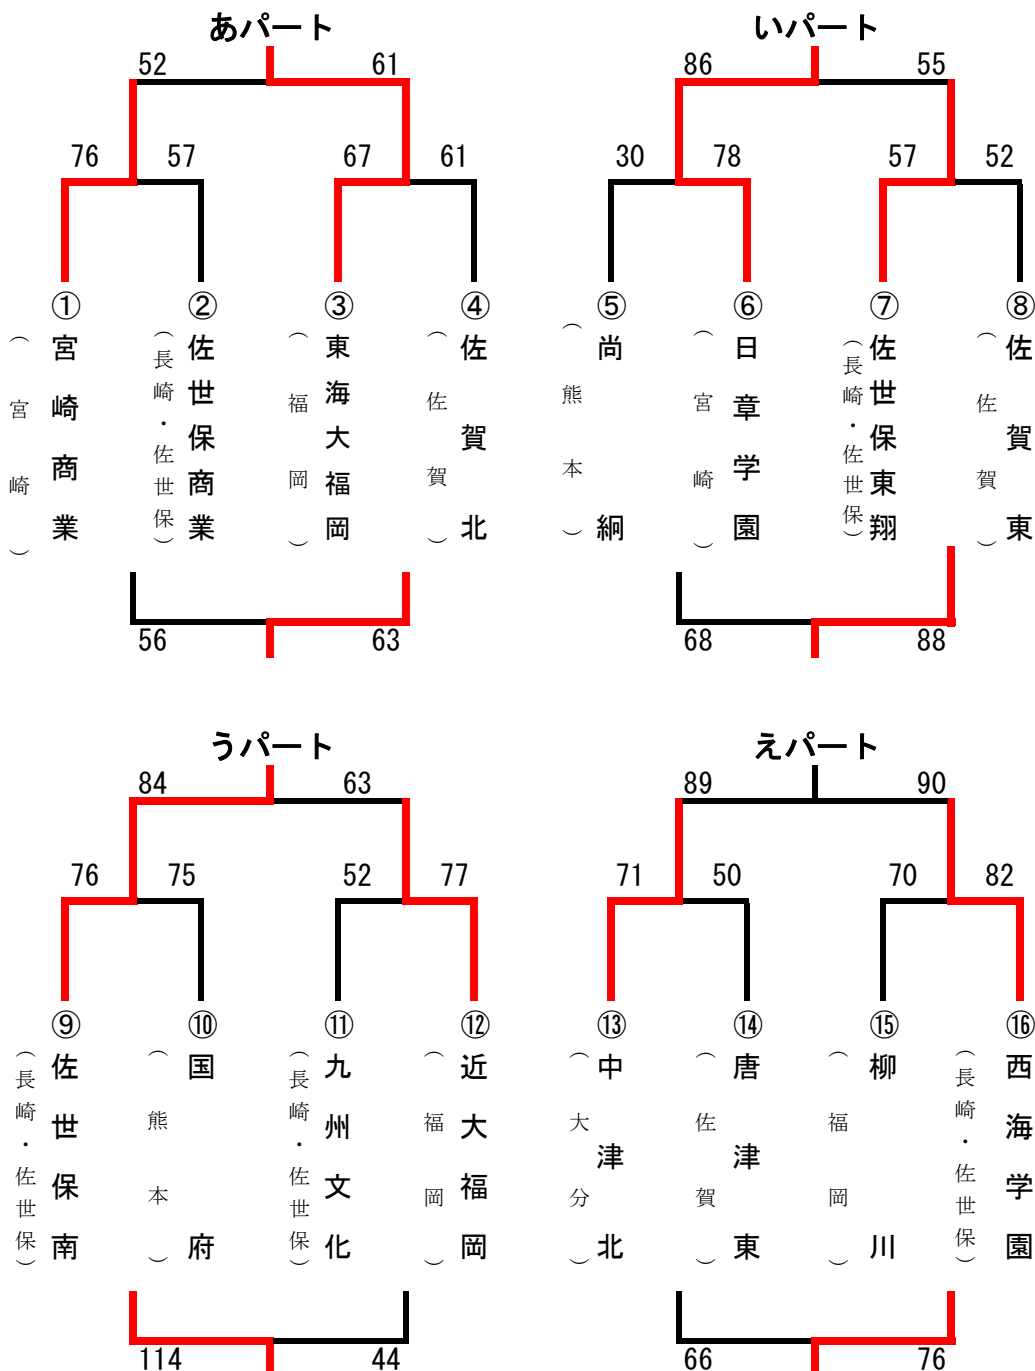 あパート
52 61
76 57 67 61
① ② ③ ④
宮崎商業
（宮崎）
佐世保商業
（長崎・佐世保）
東海大福岡
（福岡）
佐賀北
（佐賀）
56 63
いパート
86 55
30 78 57 52
⑤ ⑥ ⑦ ⑧
尚絅
（熊本）
日章学園
（宮崎）
佐世保東翔
（長崎・佐世保）
佐賀東
（佐賀）
68 88
うパート
84 63
76 75 52 77
⑨ ⑩ ⑪ ⑫
佐世保南
（長崎・佐世保）
国府
（熊本）
九州文化
（長崎・佐世保）
近大福岡
（福岡）
114 44
えパート
89 90
71 50 70 82
⑬ ⑭ ⑮ ⑯
中津北
（大分）
唐津東
（佐賀）
柳川
（福岡）
西海学園
（長崎・佐世保）
66 76